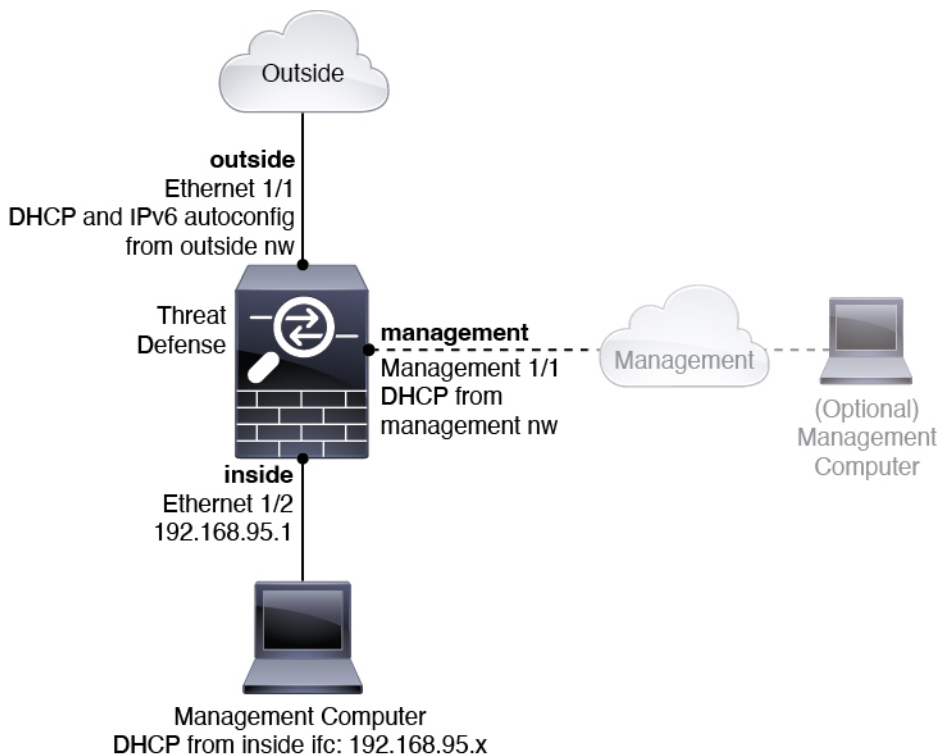 Outside
outside
Ethernet 1/1
DHCP and IPv6 autoconfig
from outside nw
Threat
Defense
management
Management 1/1
DHCP from
management nw
Management
(Optional)
Management
Computer
inside
Ethernet 1/2
192.168.95.1
Management Computer
DHCP from inside ifc: 192.168.95.x